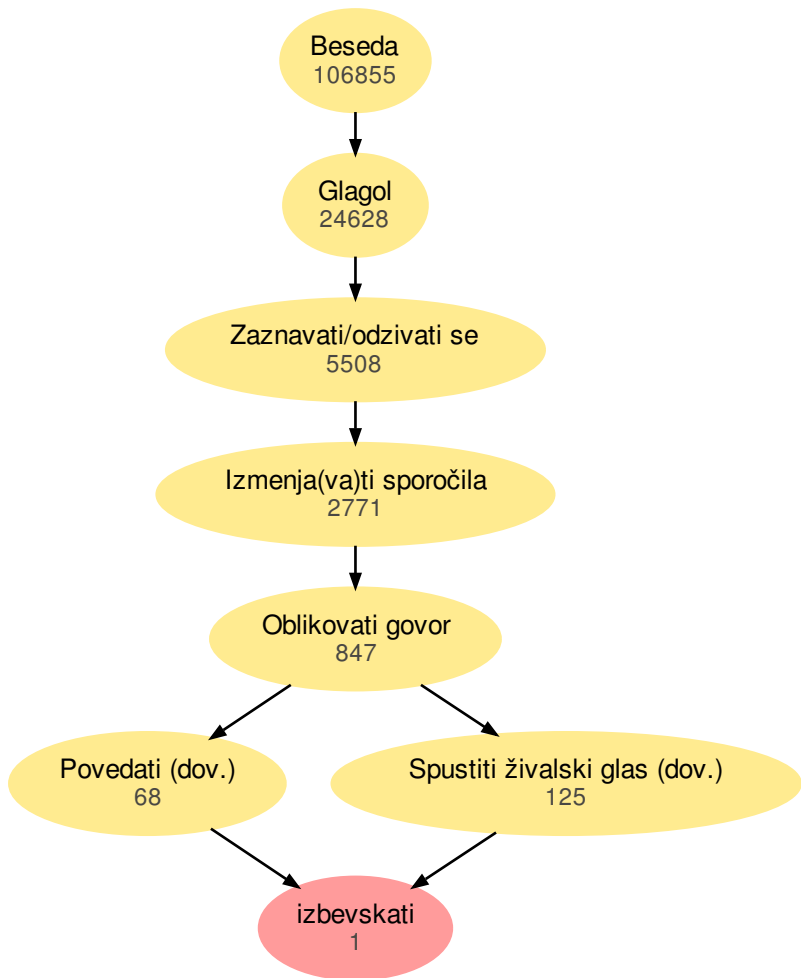 Beseda
106855
Glagol
24628
Zaznavati/odzivati se
5508
Izmenja(va)ti sporočila
2771
Oblikovati govor
847
Povedati (dov.)
68
Spustiti živalski glas (dov.)
125
izbevskati
1